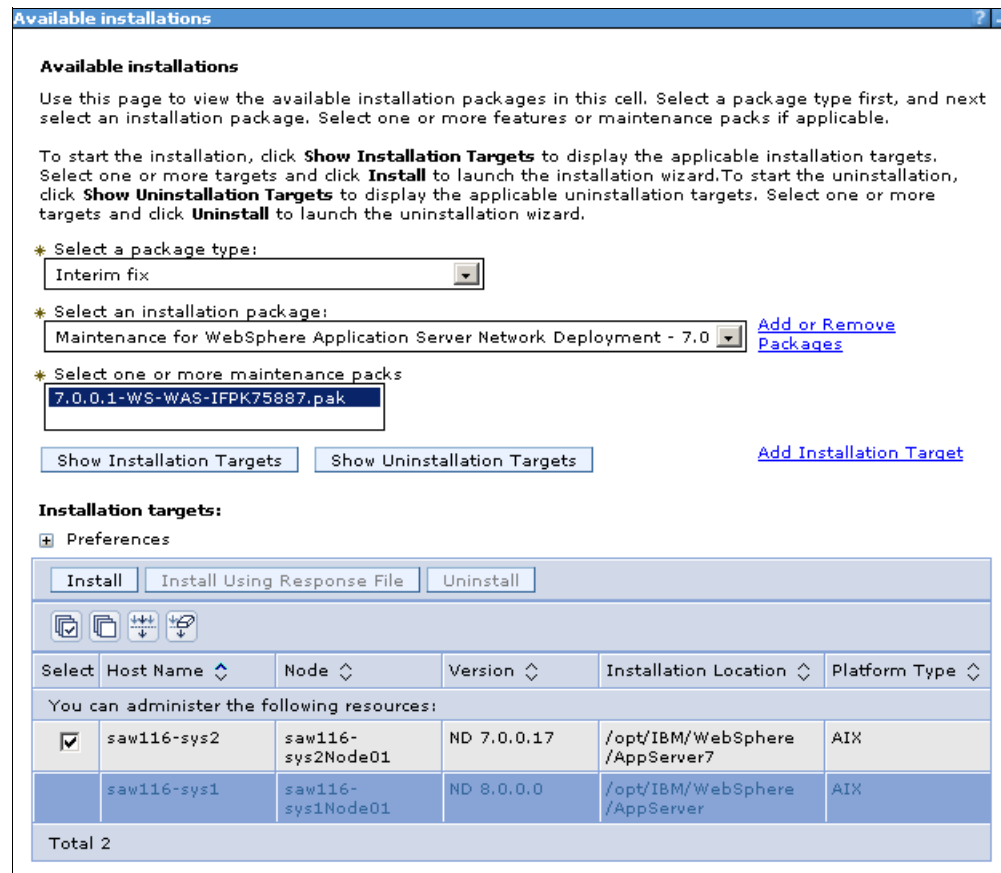 Available installations
?
Available installations
Use this page to view the available installation packages in this cell. Select a package type first, and next
select an installation package. Select one or more features or maintenance packs if applicable.
To start the installation, click Show Installation Targets to display the applicable installation targets.
Select one or more targets and click Install to launch the installation wizard.To start the uninstallation,
click Show Uninstallation Targets to display the applicable uninstallation targets. Select one or more
targets and click Uninstall to launch the uninstallation wizard.
* Select a package type:
Interim fix
* Select an installation package:
Maintenance for WebSphere Application Server Network Deployment - 7.0
Add or Remove
Packages
* Select one or more maintenance packs
7.0.0.1-WS-WAS-IFPK75887.pak
Show Installation Targets Show Uninstallation Targets Add Installation Target
Installation targets:
+ Preferences
Install Install Using Response File Uninstall
Select Host Name Node Version Installation Location Platform Type
You can administer the following resources:
saw116-sys2 saw116- ND 7.0.0.17 /opt/IBM/WebSphere AIX
sys2Node01 /AppServer7
saw116-sys1 saw116- ND 8.0.0.0 /opt/IBM/WebSphere AIX
sys1Node01 /AppServer
Total 2